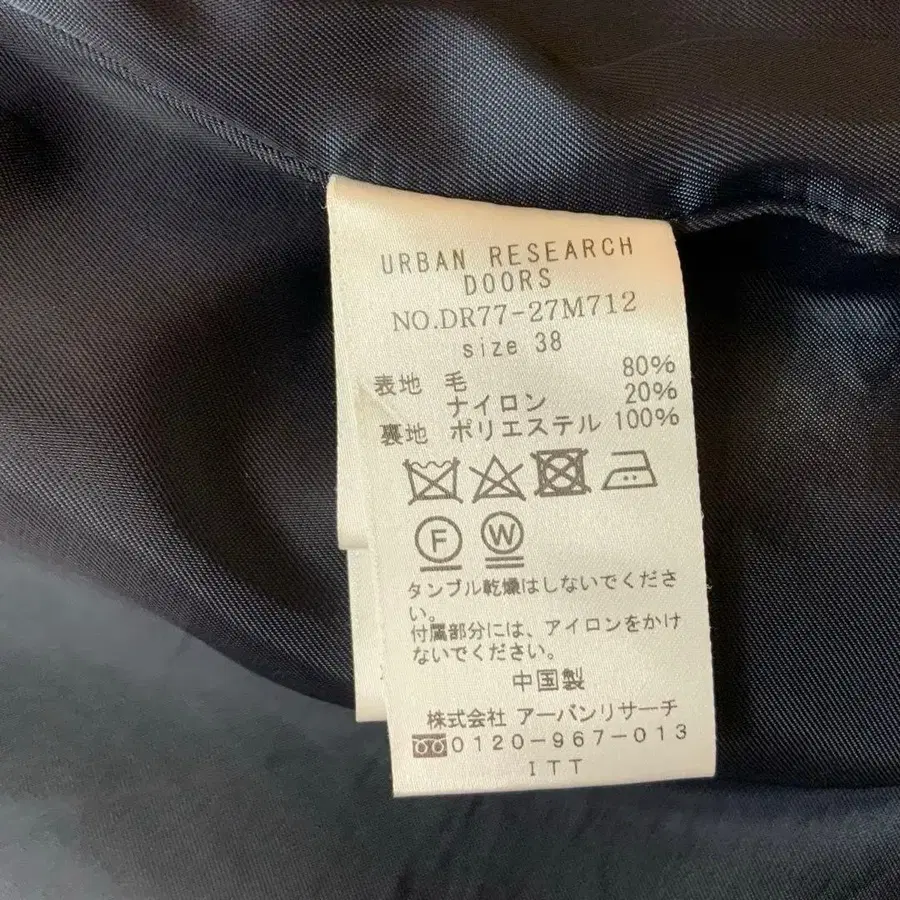 URBAN RESEARCH
DOORS
NO.DR77-27M712
size 38
表地 毛 80%
ナイロン 20%
裏地 ポリエステル 100%
F W
タンブル乾燥はしないでくださ
い。
付属部分には、アイロンをかけ
ないでください。
中国製
株式会社 アーバンリサーチ
0120-967-013
ITT